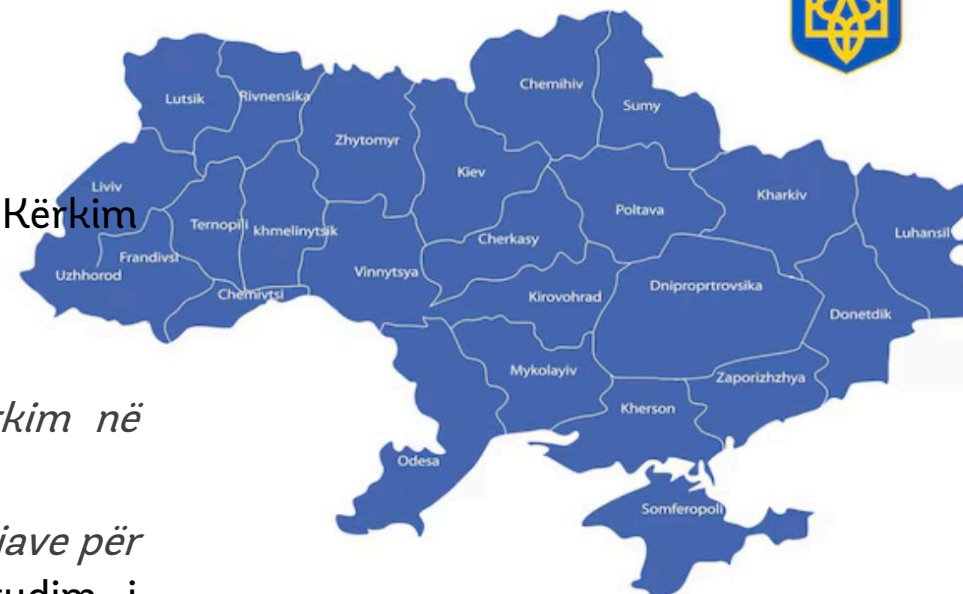 Chemihiv
Lutsik
Rivnensika
Sumy
Zhytomyr
Kiev
Liviv
Kharkiv
Kërkim
Poltava
Ternopili
khmelinytsik
Luhansil
Cherkasy
Frandivsi
Uzhhorod
Vinnytsya
Dniproprtrovsika
Chemivtsi
Kirovohrad
Donetdik
Mykolayiv
Zaporizhzhya
Kherson
rkim në
Odesa
Somferopoli
jave për